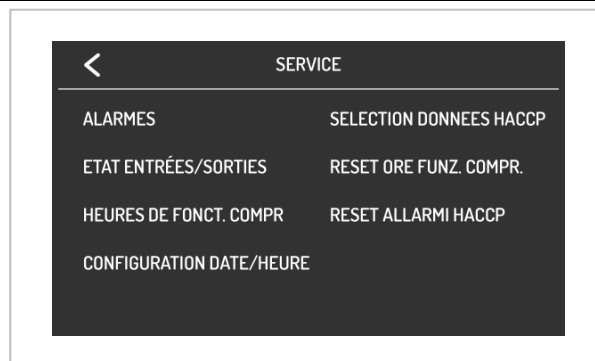 SERVICE
ALARMES
ETAT ENTRÉES/SORTIES
HEURES DE FONCT. COMPR
CONFIGURATION DATE/HEURE
SELECTION DONNEES HACCP
RESET ORE FUNZ. COMPR.
RESET ALLARMI HACCP